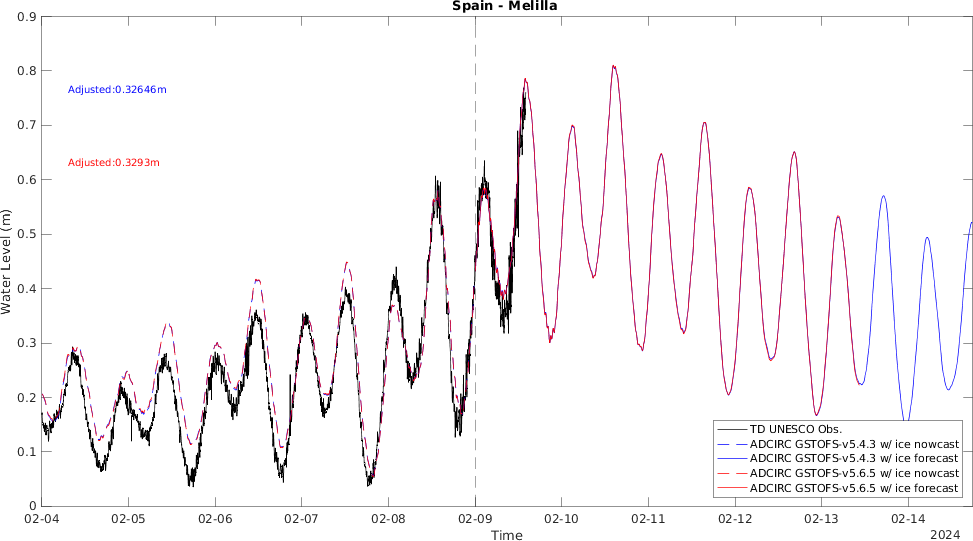 Spain - Melilla
0.9
0.8
0.7
0.6
0.5
0.4
0.3
0.2
0.1
0
Water Level (m)
Adjusted:0.32646m
Adjusted:0.3293m
TD UNESCO Obs.
ADCIRC GSTOFS-v5.4.3 w/ ice nowcast
ADCIRC GSTOFS-v5.4.3 w/ ice forecast
ADCIRC GSTOFS-v5.6.5 w/ ice nowcast
ADCIRC GSTOFS-v5.6.5 w/ ice forecast
02-04 02-05 02-06 02-07 02-08 02-09 02-10 02-11 02-12 02-13 02-14
Time
2024